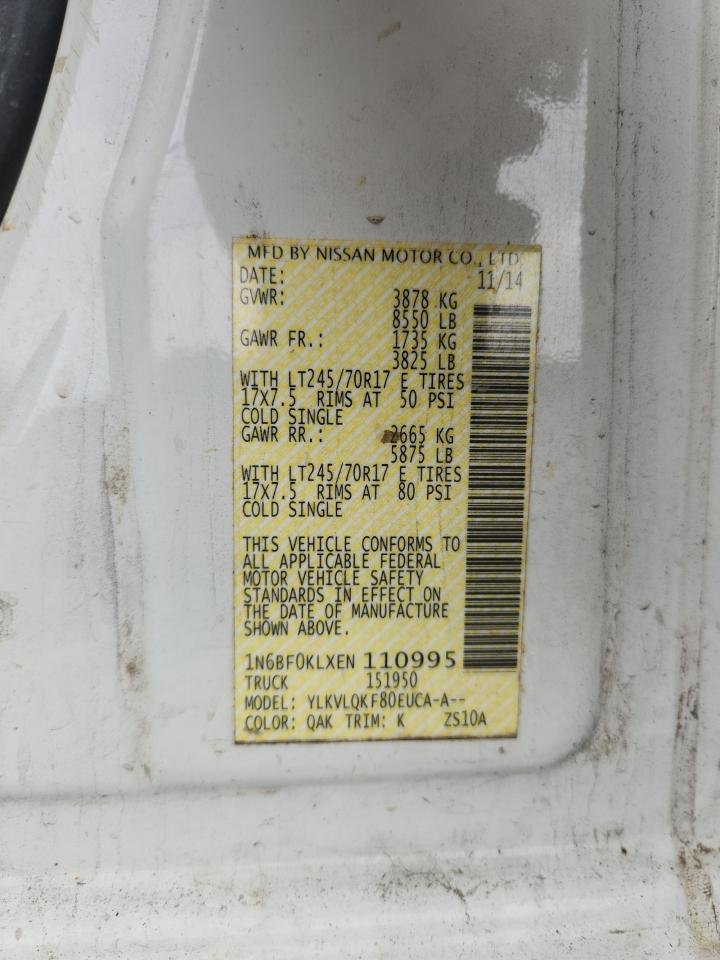 MFD BY NISSAN MOTOR CO., LTD.
DATE: 11/14
GVWR: 3878 KG
8550 LB
GAWR FR.: 1735 KG
3825 LB
WITH LT245/70R17 E TIRES
17X7.5 RIMS AT 50 PSI
COLD SINGLE
GAWR RR.: 2665 KG
5875 LB
WITH LT245/70R17 E TIRES
17X7.5 RIMS AT 80 PSI
COLD SINGLE
THIS VEHICLE CONFORMS TO
ALL APPLICABLE FEDERAL
MOTOR VEHICLE SAFETY
STANDARDS IN EFFECT ON
THE DATE OF MANUFACTURE
SHOWN ABOVE.
1N6BF0KLXEN 110995
TRUCK 151950
MODEL: YLKVLQKF80EUCA-A--
COLOR: QAK TRIM: K ZS10A